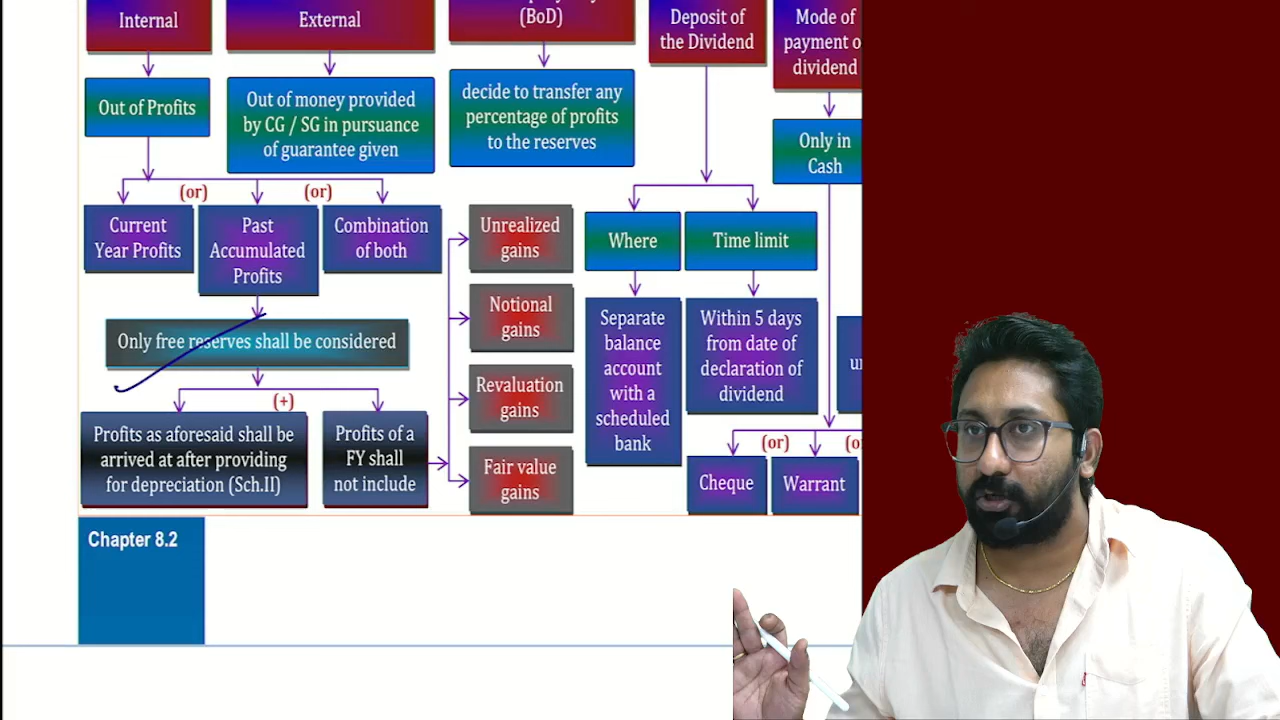 Internal
External
(BoD)
Deposit of
the Dividend
Mode of
payment o
dividend
Out of Profits
Out of money provided
by CG / SG in pursuance
of guarantee given
decide to transfer any
percentage of profits
to the reserves
Only in
Cash
(or)
(or)
Current
Year Profits
Past
Accumulated
Profits
Combination
of both
Unrealized
gains
Where
Time limit
Notional
gains
Separate
balance
account
with a
scheduled
bank
Within 5 days
from date of
declaration of
dividend
Only free reserves shall be considered
Revaluation
gains
(+)
Profits as aforesaid shall be
arrived at after providing
for depreciation (Sch.II)
Profits of a
FY shall
not include
Fair value
gains
(or)
(o
Cheque
Warrant
Chapter 8.2